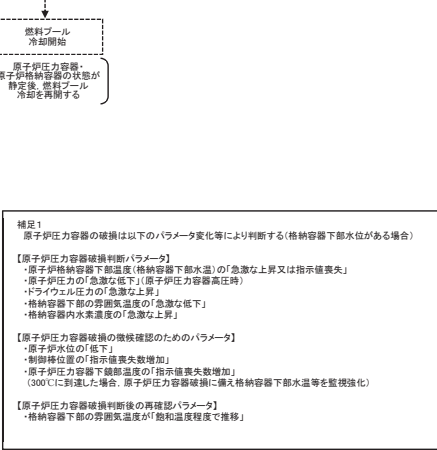 燃料プール
冷却開始
原子炉圧力容器・
原子炉格納容器の状態が
静定後，燃料プール
冷却を再開する
補足１
原子炉圧力容器の破損は以下のパラメータ変化等により判断する（格納容器下部水位がある場合）
【原子炉圧力容器破損判断パラメータ】
・原子炉格納容器下部温度（格納容器下部水温）の「急激な上昇又は指示値喪失」
・原子炉圧力の「急激な低下」（原子炉圧力容器高圧時）
・ドライウェル圧力の「急激な上昇」
・格納容器下部の雰囲気温度の「急激な低下」
・格納容器内水素濃度の「急激な上昇」
【原子炉圧力容器破損の徴候確認のためのパラメータ】
・原子炉水位の「低下」
・制御棒位置の「指示値喪失数増加」
・原子炉圧力容器下鏡部温度の「指示値喪失数増加」
（300℃に到達した場合，原子炉圧力容器破損に備え格納容器下部水温等を監視強化）
【原子炉圧力容器破損判断後の再確認パラメータ】
・格納容器下部の雰囲気温度が「飽和温度程度で推移」